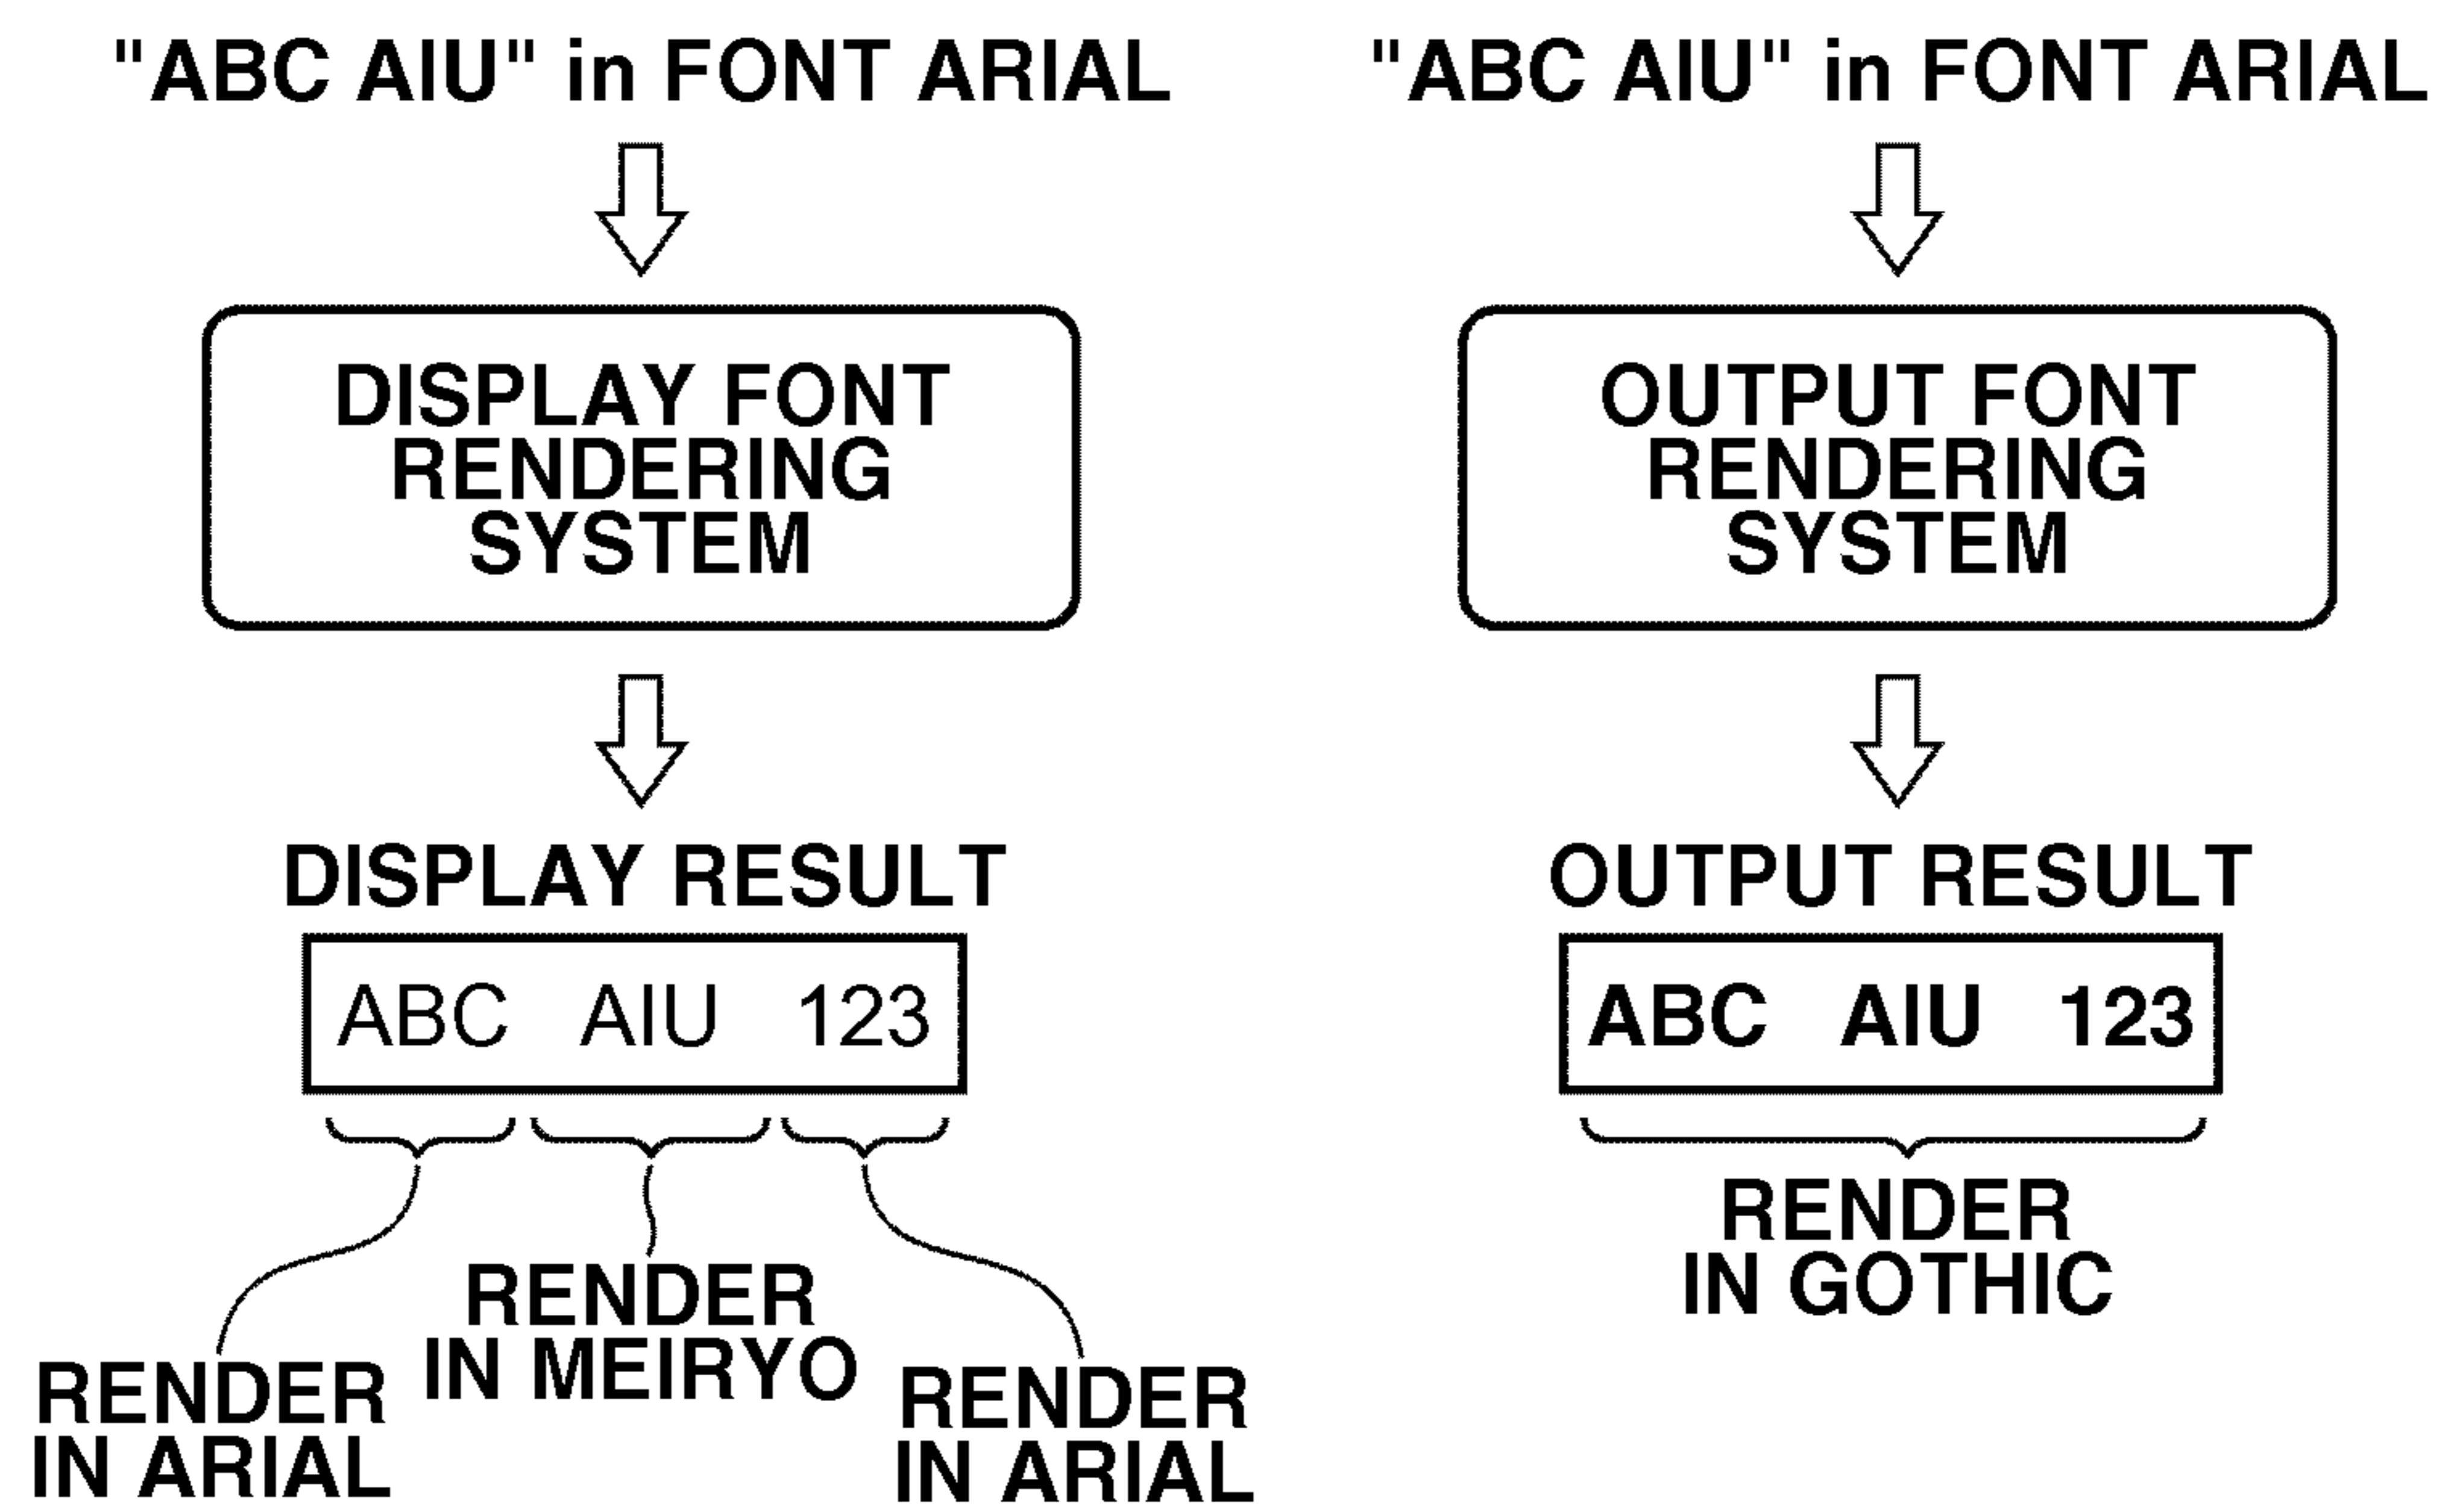 "ABC AIU" in FONT ARIAL
DISPLAY FONT
RENDERING
SYSTEM
DISPLAY RESULT
ABC AIU 123
RENDER
IN ARIAL
RENDER
IN MEIRYO
RENDER
IN ARIAL
"ABC AIU" in FONT ARIAL
OUTPUT FONT
RENDERING
SYSTEM
OUTPUT RESULT
ABC AIU 123
RENDER
IN GOTHIC